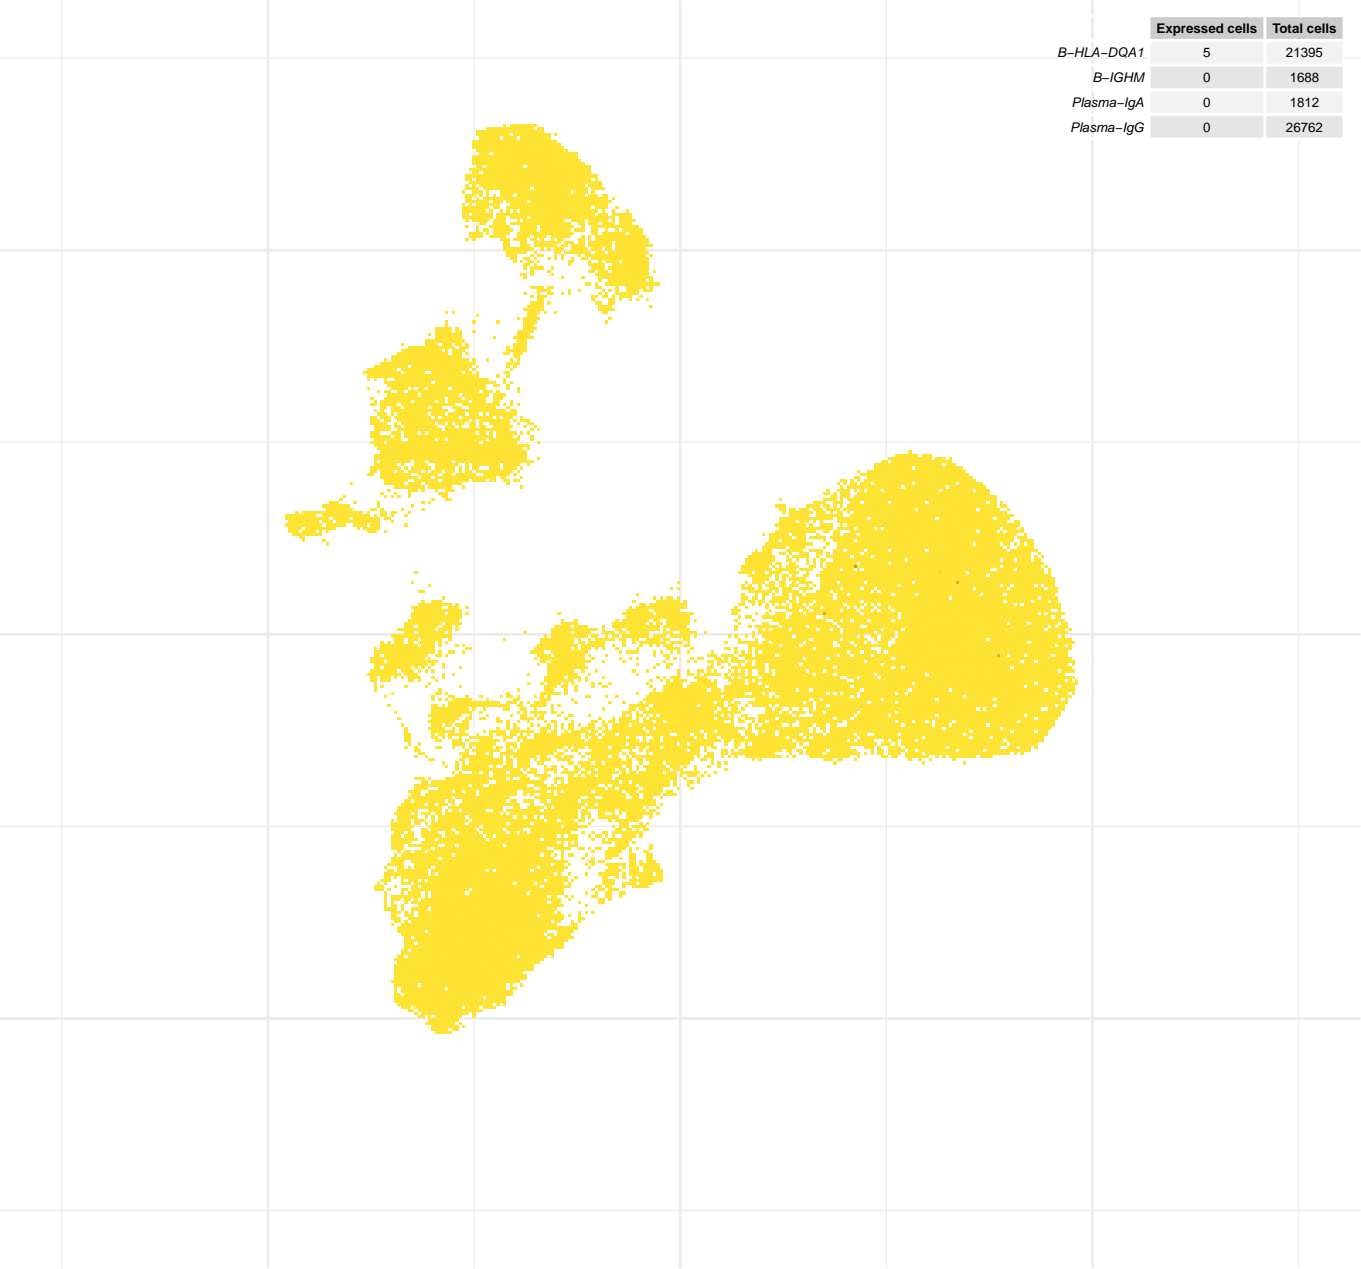 Expressed cells Total cells
B−HLA−DQA1 5 21395
B−IGHM 0 1688
Plasma−IgA 0 1812
Plasma−IgG 0 26762